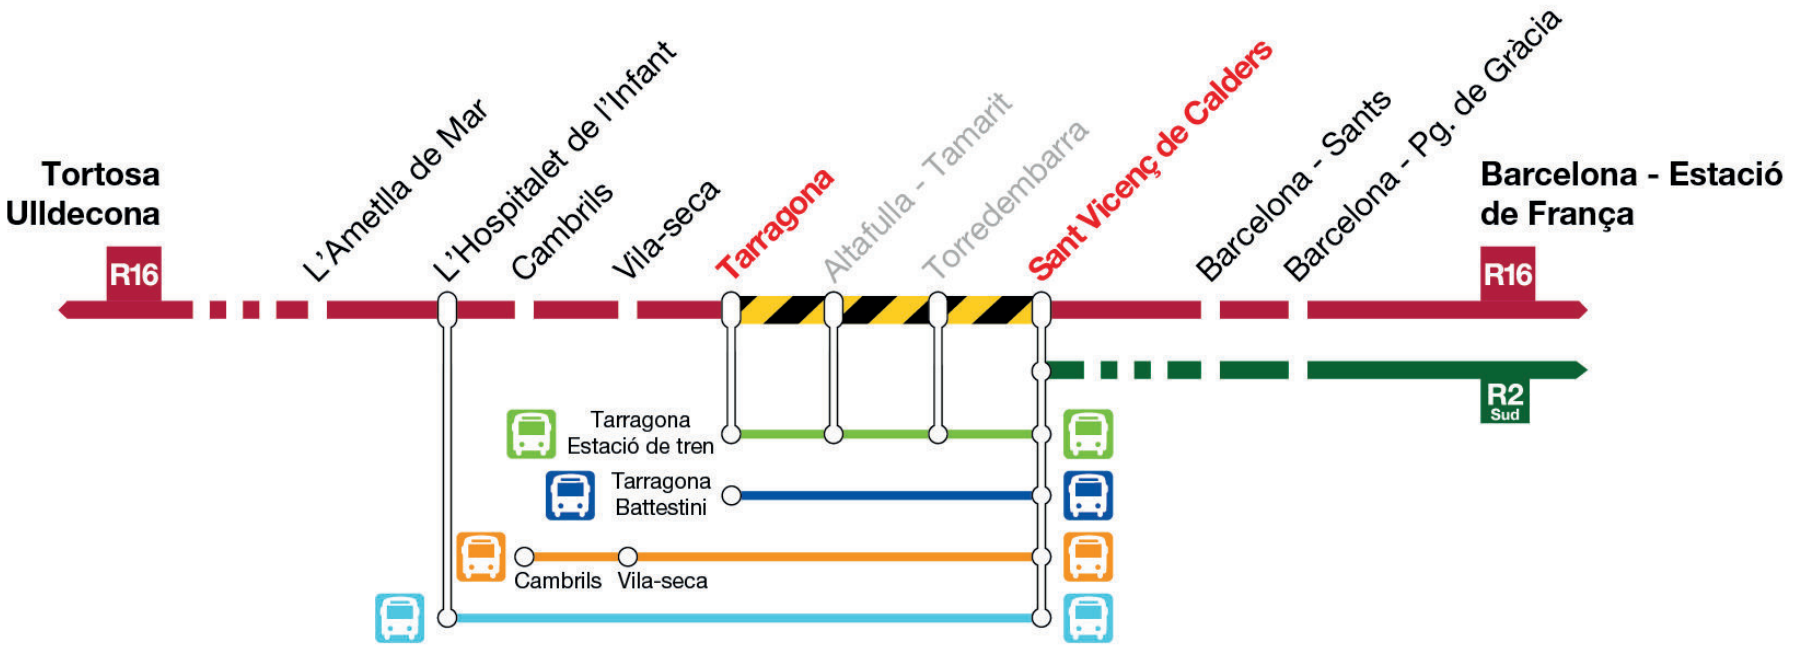 Tortosa
Ulldecona
R16
L'Ametlla de Mar
L'Hospitalet de l'Infant
Cambrils
Vila-seca
Tarragona
Altafulla - Tamarit
Torredembarra
Sant Vicenç de Calders
Barcelona - Sants
Barcelona - Pg. de Gràcia
Barcelona - Estació
de França
R16
R2
Sud
Tarragona
Estació de tren
Tarragona
Battestini
Cambrils
Vila-seca